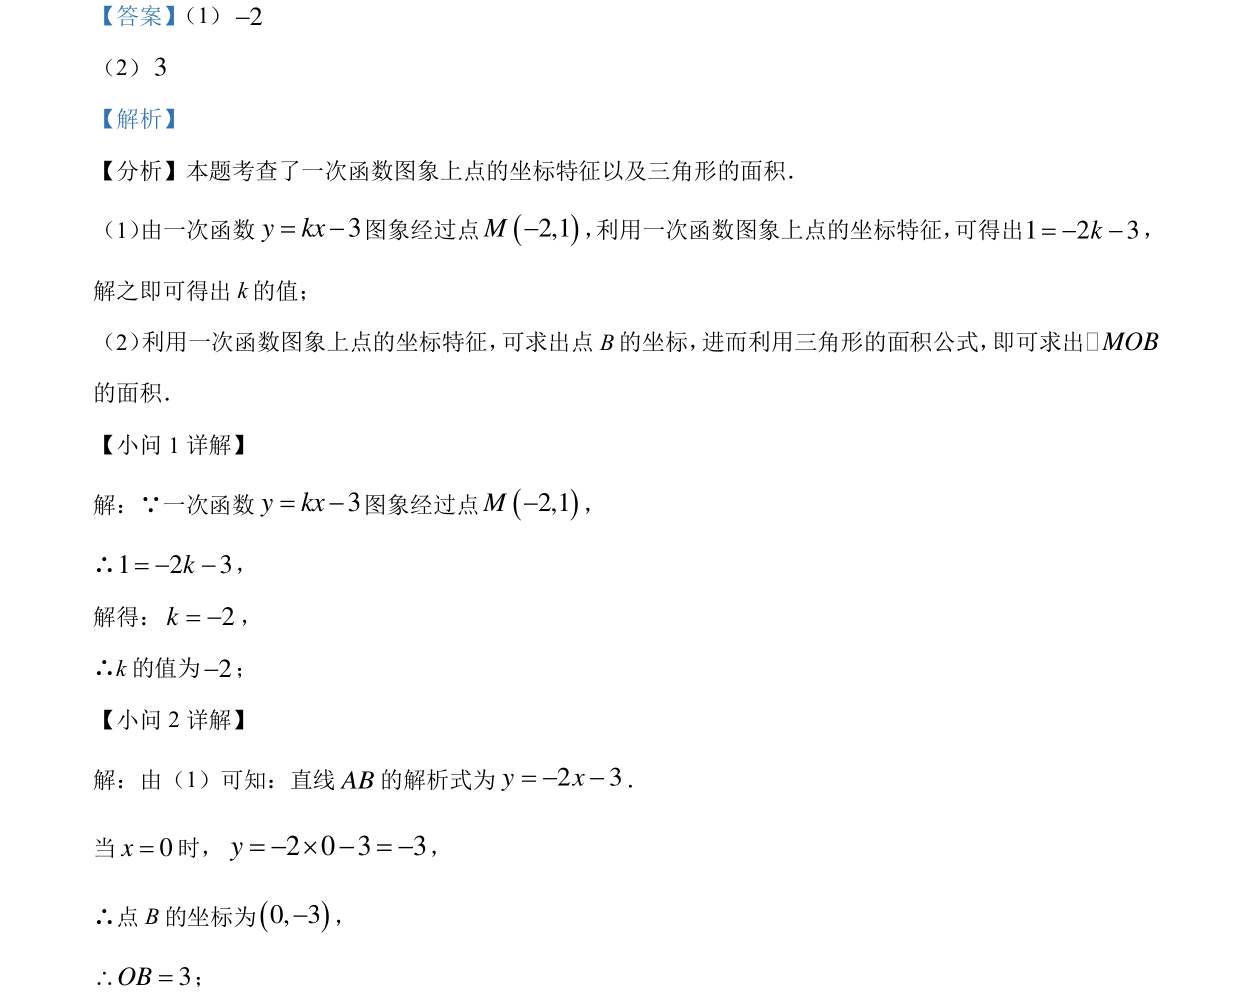 【答案】（1）−2
（2）3
【解析】
【分析】本题考查了一次函数图象上点的坐标特征以及三角形的面积．
（1）由一次函数 y = kx − 3 图象经过点 M (−2,1)，利用一次函数图象上点的坐标特征，可得出1 = −2k − 3，
解之即可得出 k 的值；
（2）利用一次函数图象上点的坐标特征，可求出点 B 的坐标，进而利用三角形的面积公式，即可求出□MOB
的面积．
【小问 1 详解】
解：∵一次函数 y = kx − 3 图象经过点 M (−2,1)，
∴1 = −2k − 3，
解得：k = −2，
∴k 的值为−2；
【小问 2 详解】
解：由（1）可知：直线 AB 的解析式为 y = −2x − 3．
当 x = 0 时， y = −2×0 − 3 = −3，
∴点 B 的坐标为(0,−3)，
∴OB = 3；